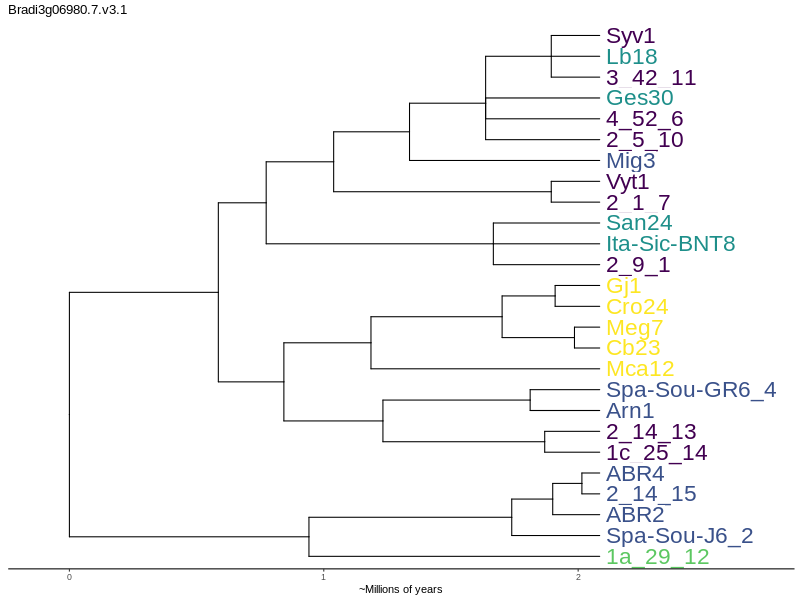 Bradi3g06980.7.v3.1
Syv1
Lb18
3_42_11
Ges30
4_52_6
2_5_10
Mig3
Vyt1
2_1_7
San24
Ita-Sic-BNT8
2_9_1
Gj1
Cro24
Meg7
Cb23
Mca12
Spa-Sou-GR6_4
Arn1
2_14_13
1c_25_14
ABR4
2_14_15
ABR2
Spa-Sou-J6_2
1a_29_12
0 1 2
~Millions of years